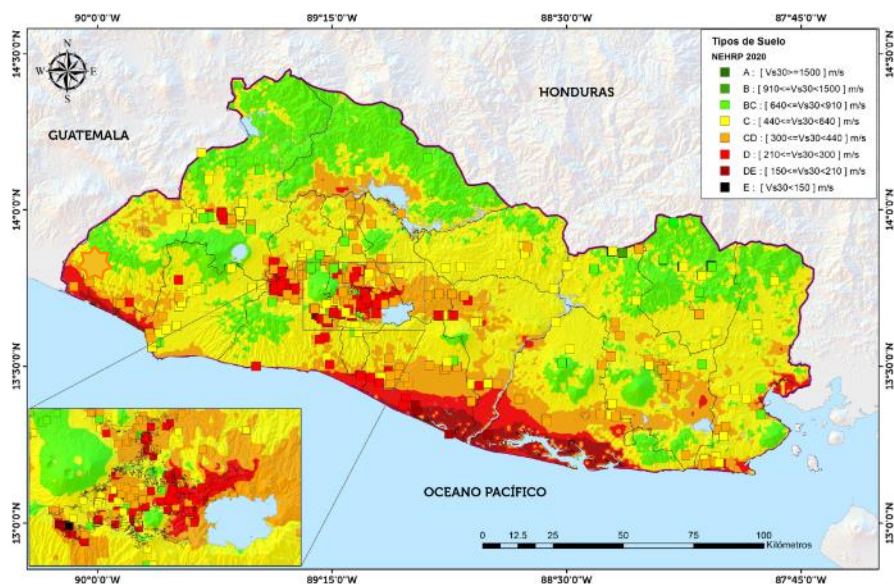 90°0'0"W 89°15'0"W 88°30'0"W 87°45'0"W
14°30'0"N
14°0'0"N
13°30'0"N
13°0'0"N
N
W E
S
GUATEMALA
HONDURAS
OCEANO PACÍFICO
Tipos de Suelo
NEHRP 2020
A : [ Vs30>=1500 ] m/s
B : [ 910<=Vs30<1500 ] m/s
BC : [ 640<=Vs30<910 ] m/s
C : [ 440<=Vs30<640 ] m/s
CD : [ 300<=Vs30<440 ] m/s
D : [ 210<=Vs30<300 ] m/s
DE : [ 150<=Vs30<210 ] m/s
E : [ Vs30<150 ] m/s
14°30'0"N
14°0'0"N
13°30'0"N
13°0'0"N
0 12.5 25 50 75 100
Kilómetros
90°0'0"W 89°15'0"W 88°30'0"W 87°45'0"W